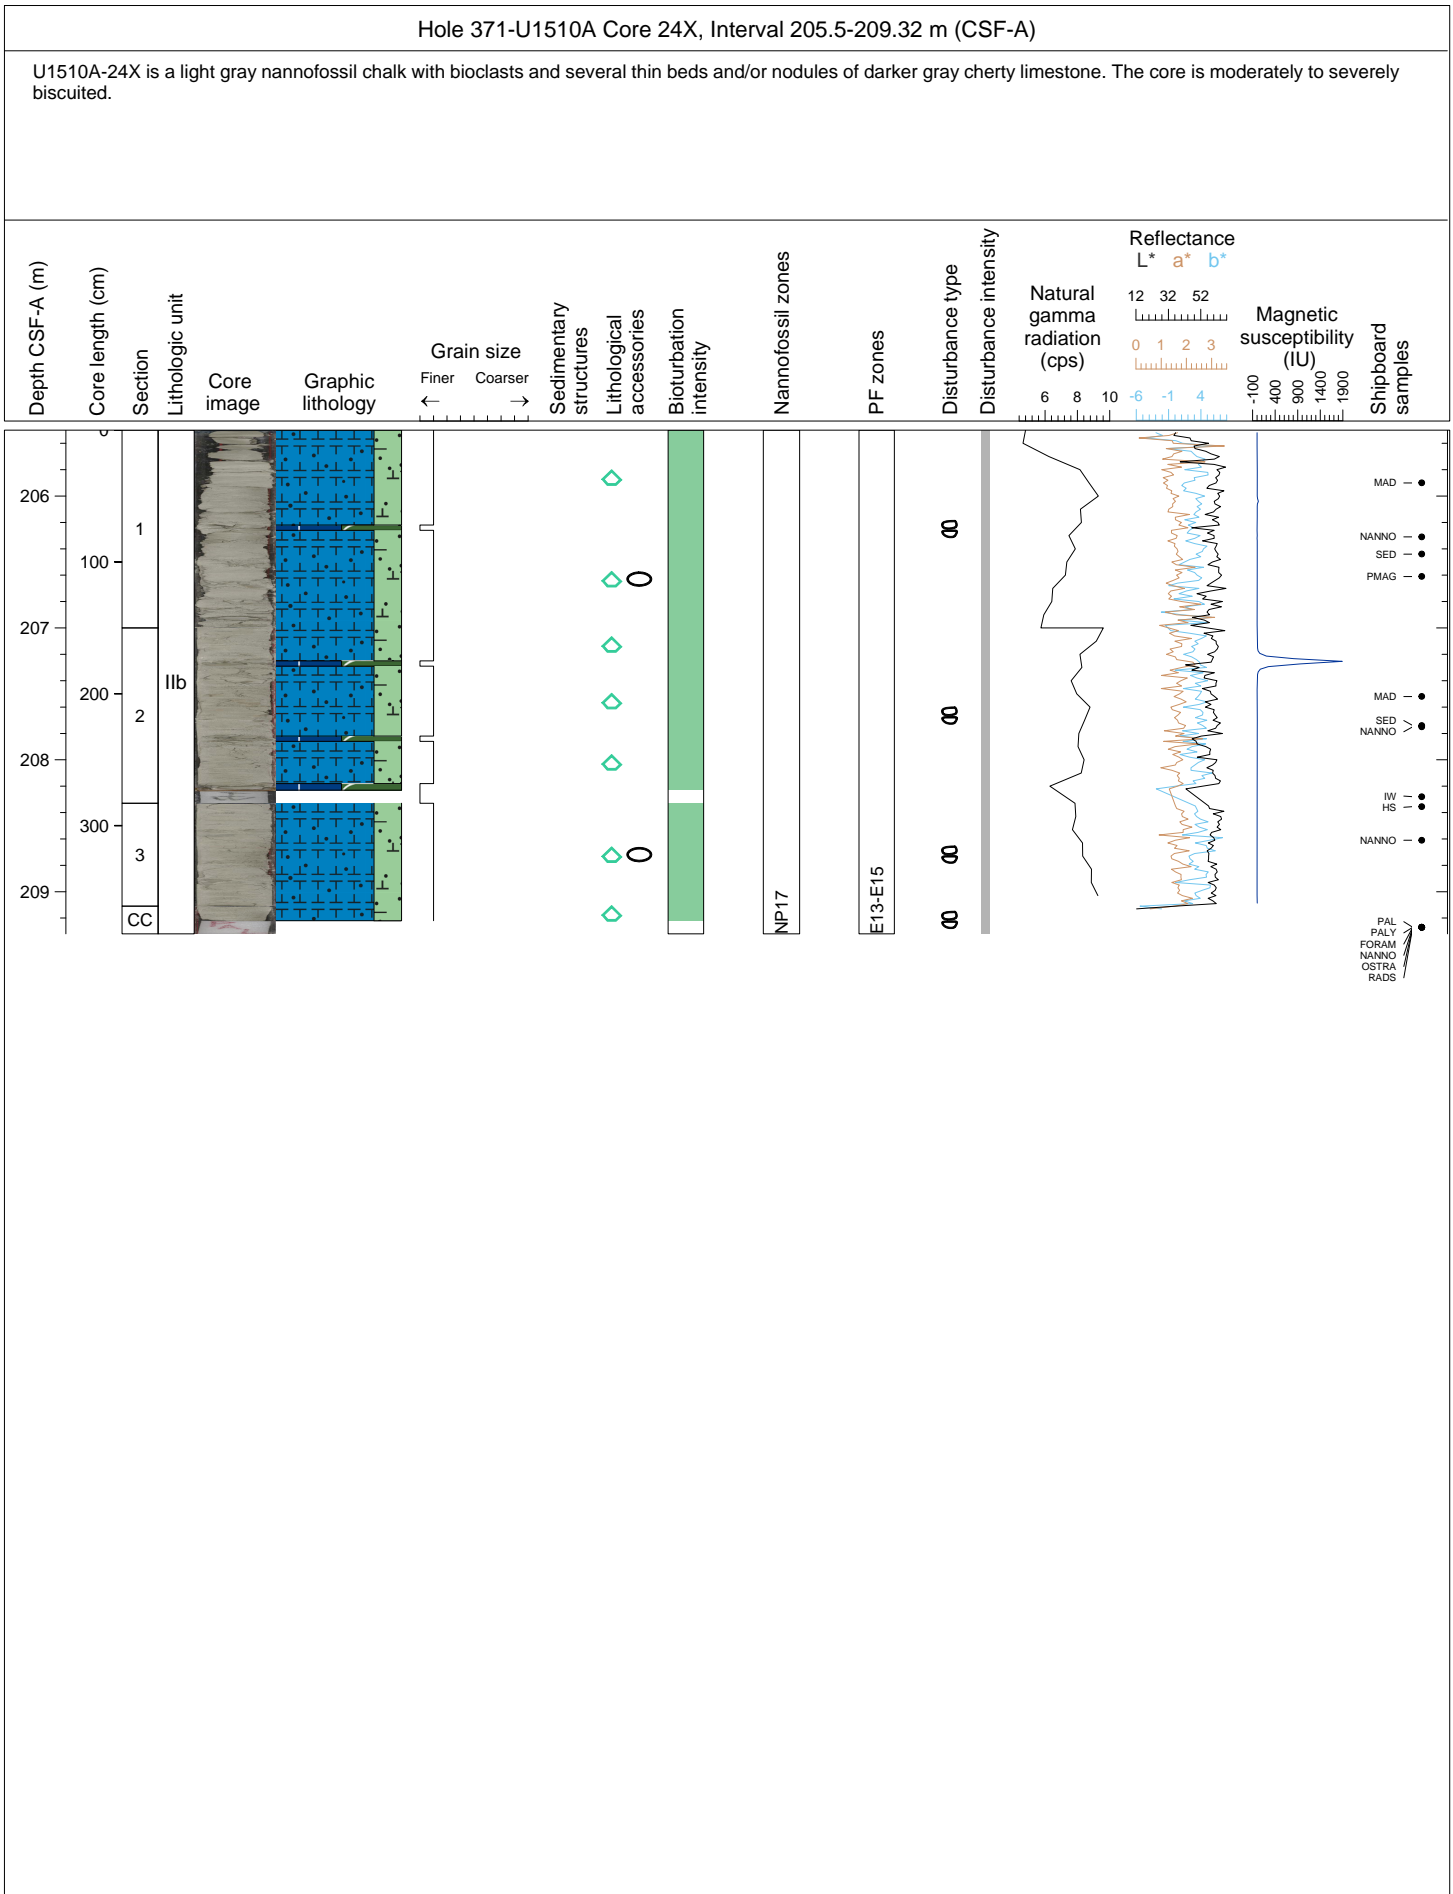 Hole 371-U1510A Core 24X, Interval 205.5-209.32 m (CSF-A)
U1510A-24X is a light gray nannofossil chalk with bioclasts and several thin beds and/or nodules of darker gray cherty limestone. The core is moderately to severely
biscuited.
Depth CSF-A (m)
Core length (cm)
Section
Lithologic unit
Core
image
Graphic
lithology
Grain size
Finer Coarser
← →
Sedimentary
structures
Lithological
accessories
Bioturbation
intensity
Nannofossil zones
PF zones
Disturbance type
Disturbance intensity
Natural
gamma
radiation
(cps)
6 8 10
Reflectance
L* a* b*
12 32 52
0 1 2 3
-6 -1 4
Magnetic
susceptibility
(IU)
-100 400 900 1400 1900
Shipboard
samples
0
206
1
100
207
IIb
200
2
208
300
3
209
CC
NP17
E13-E15
MAD
NANNO
SED
PMAG
MAD
SED
NANNO
IW
HS
NANNO
PAL
PALY
FORAM
NANNO
OSTRA
RADS